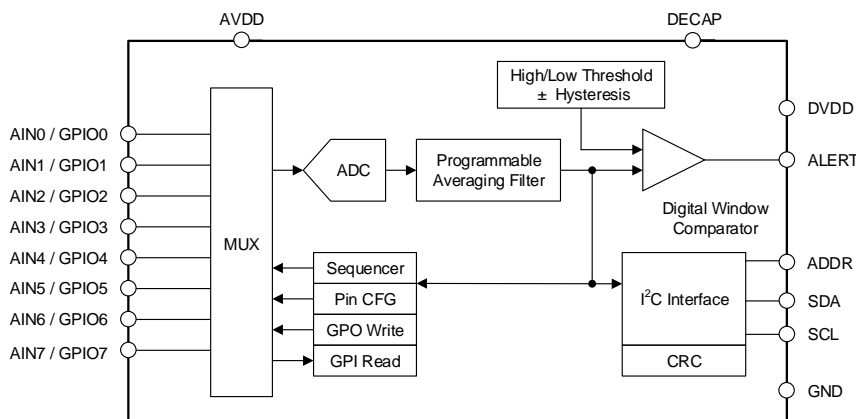 AVDD
DECAP
High/Low Threshold
± Hysteresis
DVDD
AIN0 / GPIO0
AIN1 / GPIO1
AIN2 / GPIO2
AIN3 / GPIO3
AIN4 / GPIO4
AIN5 / GPIO5
AIN6 / GPIO6
AIN7 / GPIO7
MUX
ADC
Programmable
Averaging Filter
ALERT
Digital Window
Comparator
Sequencer
Pin CFG
GPO Write
GPI Read
I²C Interface
CRC
ADDR
SDA
SCL
GND